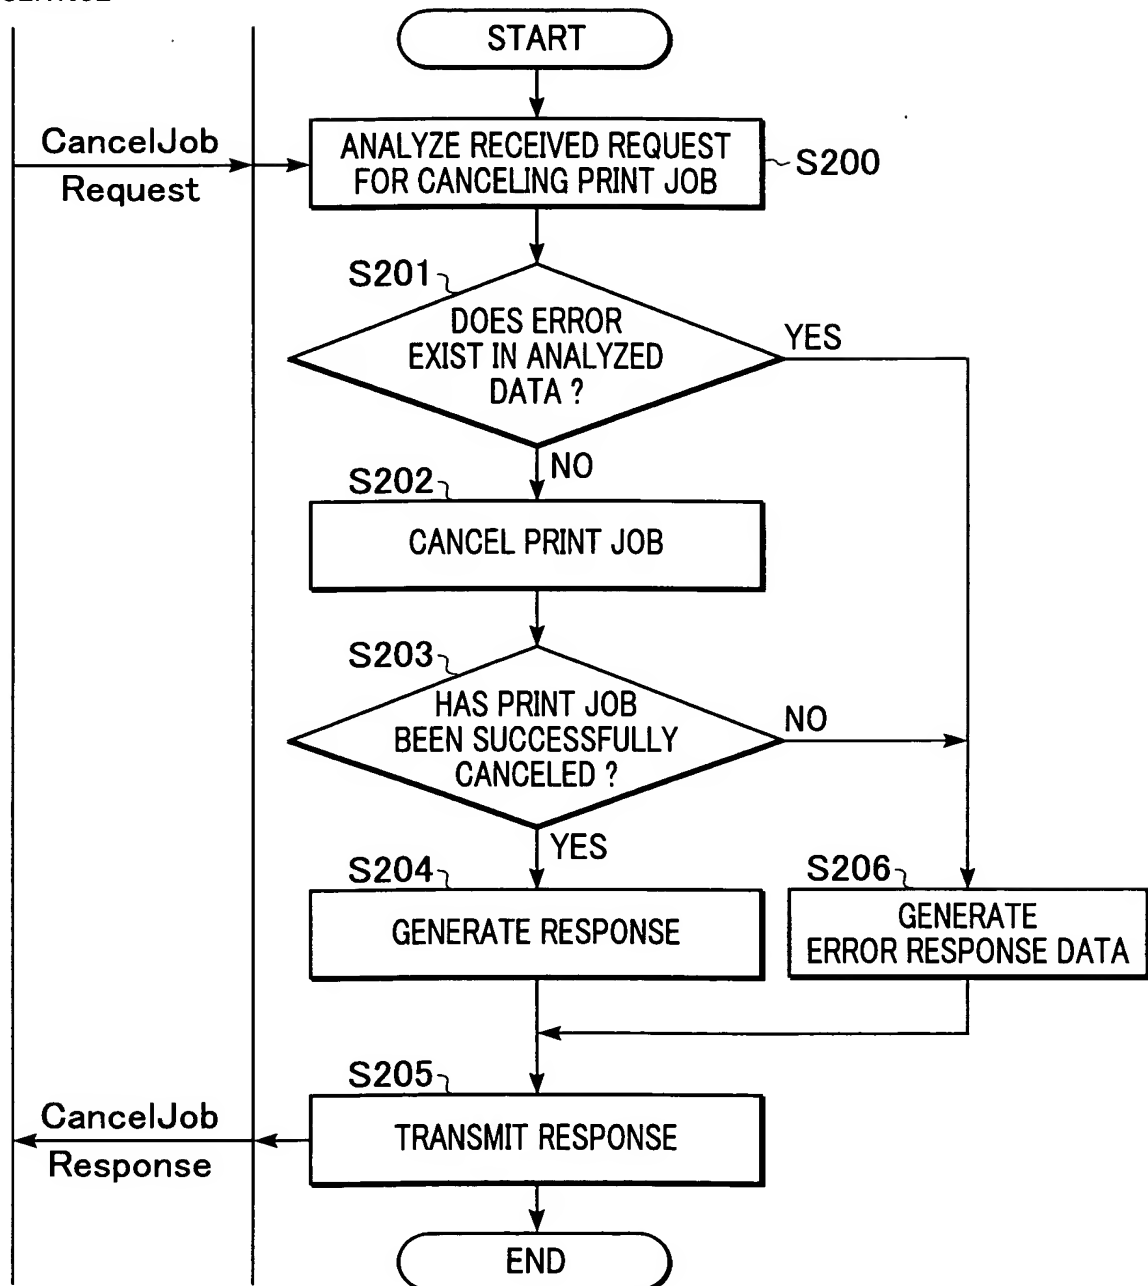 START
CancelJob
Request
ANALYZE RECEIVED REQUEST
FOR CANCELING PRINT JOB
S200
S201
DOES ERROR
EXIST IN ANALYZED
DATA ?
YES
NO
S202
CANCEL PRINT JOB
S203
HAS PRINT JOB
BEEN SUCCESSFULLY
CANCELED ?
NO
YES
S204
GENERATE RESPONSE
S206
GENERATE
ERROR RESPONSE DATA
S205
CancelJob
Response
TRANSMIT RESPONSE
END